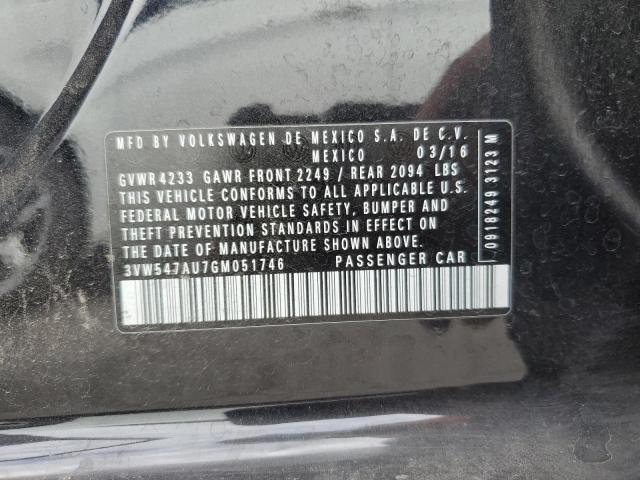 MFD BY VOLKSWAGEN DE MEXICO S.A. DE C.V.
MEXICO 03/16
GVWR 4233 GAWR FRONT 2249 / REAR 2094 LBS
THIS VEHICLE CONFORMS TO ALL APPLICABLE U.S.
FEDERAL MOTOR VEHICLE SAFETY, BUMPER AND
THEFT PREVENTION STANDARDS IN EFFECT ON
THE DATE OF MANUFACTURE SHOWN ABOVE.
3VW547AU7GM051746 PASSENGER CAR
0918249 3123 M